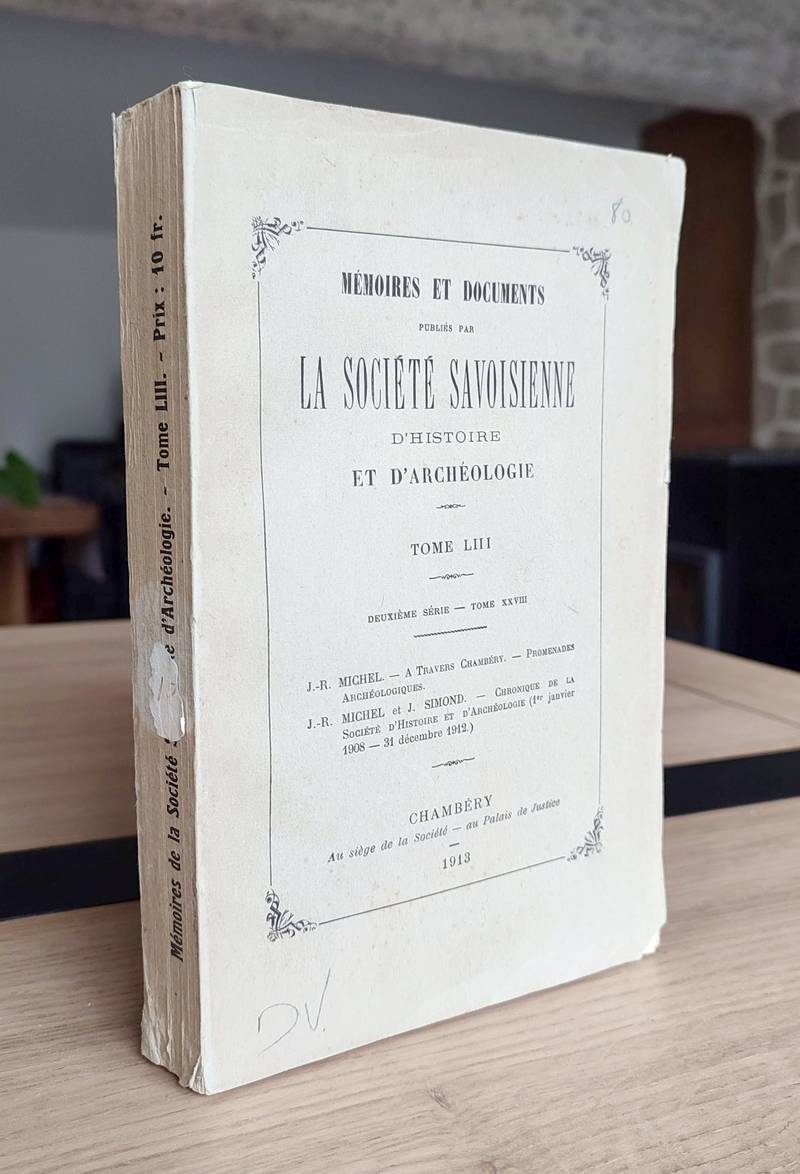 80
MÉMOIRES ET DOCUMENTS
PUBLIÉS PAR
LA SOCIÉTÉ SAVOISIENNE
D'HISTOIRE
ET D'ARCHÉOLOGIE
TOME LIII
DEUXIÈME SÉRIE — TOME XXVIII
J.-R. MICHEL. — A TRAVERS CHAMBÉRY. — PROMENADES
ARCHÉOLOGIQUES.
J.-R. MICHEL et J. SIMOND. — CHRONIQUE DE LA
SOCIÉTÉ D'HISTOIRE ET D'ARCHÉOLOGIE (1er janvier
1908 — 31 décembre 1912.)
CHAMBÉRY
Au siège de la Société — au Palais de Justice
1913
DV.
Mémoires de la Société d'Archéologie. - Tome LIII. - Prix : 10 fr.